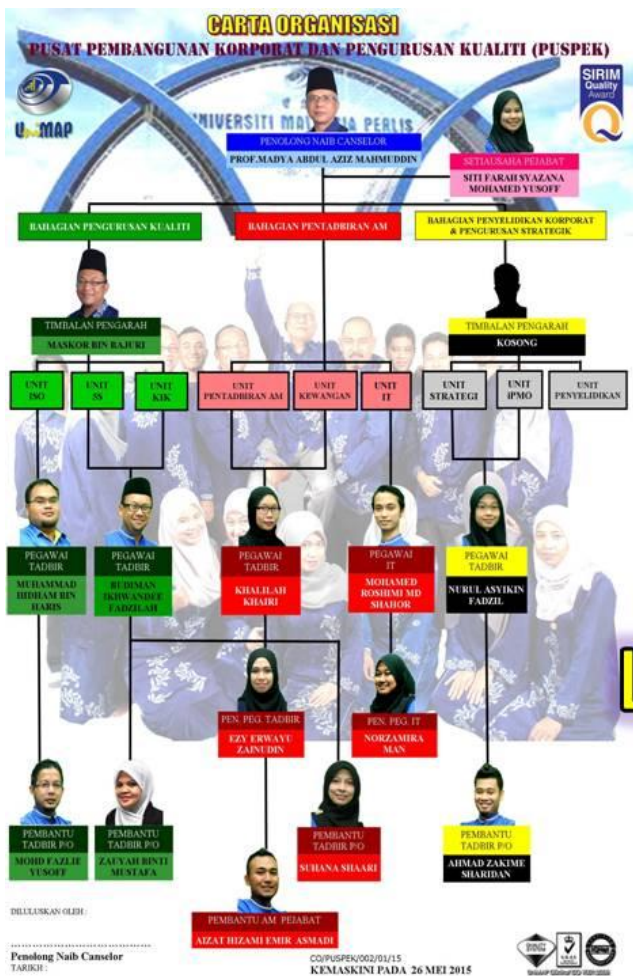 CARTA ORGANISASI
PUSAT PEMBANGUNAN KORPORAT DAN PENGURUSAN KUALITI (PUSPEK)
UniMAP
SIRIM
Quality
Award
UNIVERSITI MALAYSIA PERLIS
PENOLONG NAIB CANSELOR
PROF.MADYA ABDUL AZIZ MAHMUDDIN
SETIAUSAHA PEJABAT
SITI FARAH SYAZANA
MOHAMED YUSOFF
BAHAGIAN PENGURUSAN KUALITI
BAHAGIAN PENTADBIRAN AM
BAHAGIAN PENYELIDIKAN KORPORAT
& PENGURUSAN STRATEGIK
TIMBALAN PENGARAH
MASKOR BIN BAJURI
TIMBALAN PENGARAH
KOSONG
UNIT
ISO
UNIT
5S
UNIT
KIK
UNIT
PENTADBIRAN AM
UNIT
KEWANGAN
UNIT
IT
UNIT
STRATEGI
UNIT
iPMO
UNIT
PENYELIDIKAN
PEGAWAI
TADBIR
MUHAMMAD
IHDHAM BIN
HARIS
PEGAWAI
TADBIR
BUDIMAN
IKHWANDEE
FADZILAH
PEGAWAI
TADBIR
KHALILAH
KHAIRI
PEGAWAI
IT
MOHAMED
ROSHIMI MD
SHAHOR
PEGAWAI
TADBIR
NURUL ASYIKIN
FADZIL
PEN. PEG. TADBIR
EZY ERWAYU
ZAINUDIN
PEN. PEG. IT
NORZAMIRA
MAN
PEMBANTU
TADBIR P/O
MOHD FAZLIE
YUSOFF
PEMBANTU
TADBIR P/O
ZAUYAH BINTI
MUSTAFA
PEMBANTU
TADBIR P/O
SUHANA SHAARI
PEMBANTU
TADBIR P/O
AHMAD ZAKIME
SHARIDAN
PEMBANTU AM PEJABAT
AIZAT HIZAMI EMIR ASMADI
DILULUSKAN OLEH :
....................................
Penolong Naib Canselor
TARIKH :
CO/PUSPEK/002/01/15
KEMASKINI PADA 26 MEI 2015